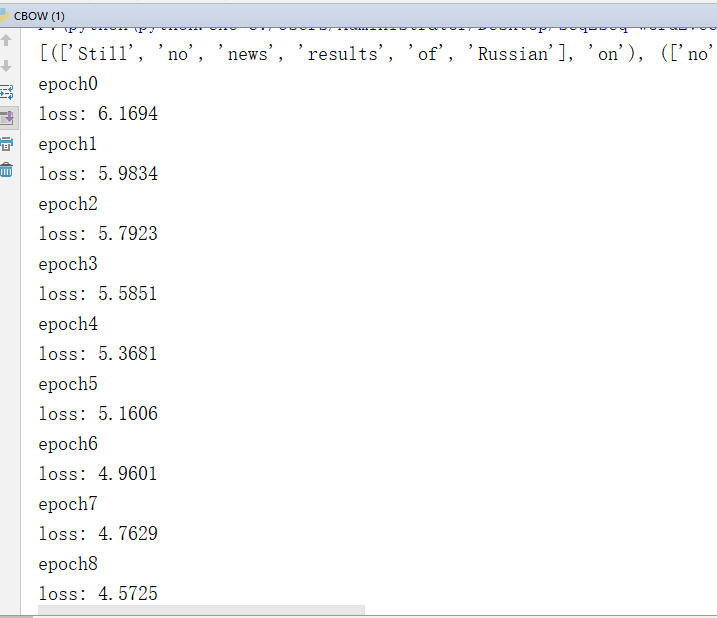 CBOW (1)
[(['Still', 'no', 'news', 'results', 'of', 'Russian'], 'on'), (['no'
epoch0
loss: 6.1694
epoch1
loss: 5.9834
epoch2
loss: 5.7923
epoch3
loss: 5.5851
epoch4
loss: 5.3681
epoch5
loss: 5.1606
epoch6
loss: 4.9601
epoch7
loss: 4.7629
epoch8
loss: 4.5725